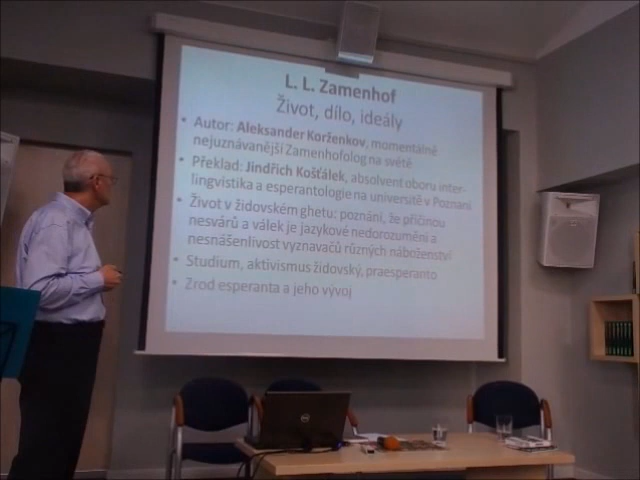 L. L. Zamenhof
Život, dílo, ideály
• Autor: Aleksander Korženkov, momentálně
nejuznávanější Zamenhofolog na světě
• Překlad: Jindřich Košťálek, absolvent oboru inter-
lingvistika a esperantologie na universitě v Poznani
• Život v židovském ghetu: poznání, že příčinou
nesvárů a válek je jazykové nedorozumění a
nesnášenlivost vyznavačů různých náboženství
• Studium, aktivismus židovský, praesperanto
• Zrod esperanta a jeho vývoj
DELL